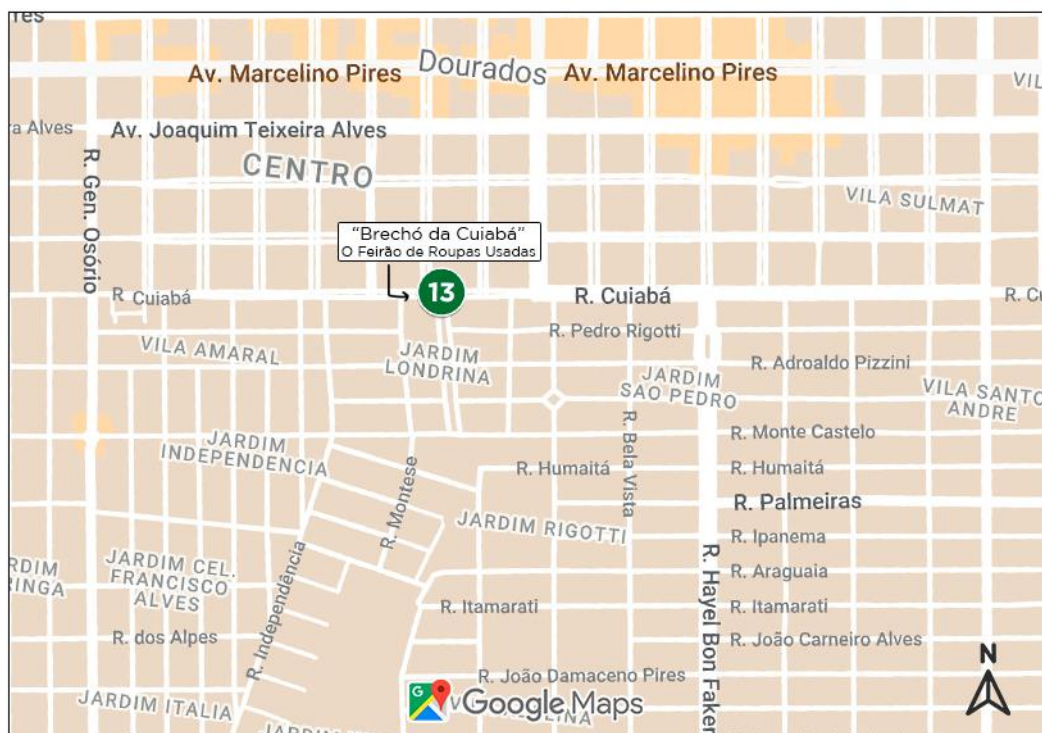 res
Av. Marcelino Pires
Dourados
Av. Marcelino Pires
ra Alves
Av. Joaquim Teixeira Alves
CENTRO
VILA SULMAT
R. Gen. Osório
"Brechó da Cuiabá"
O Feirão de Roupas Usadas
13
R Cuiabá
R. Cuiabá
R. Pedro Rigotti
VILA AMARAL
JARDIM
LONDRINA
R. Adroaldo Pizzini
JARDIM
SAO PEDRO
VILA SANTO
ANDRE
R. Bela Vista
R. Monte Castelo
JARDIM
INDEPENDENCIA
R. Humaitá
R. Humaitá
R. Montese
R. Palmeiras
JARDIM RIGOTTI
R. Ipanema
R. Hayel Bon Faker
R. Independência
JARDIM CEL.
FRANCISCO
ALVES
R. Araguaia
R. Itamarati
R. Itamarati
R. dos Alpes
R. João Carneiro Alves
N
R. João Damaceno Pires
G
Google Maps
JARDIM ITALIA